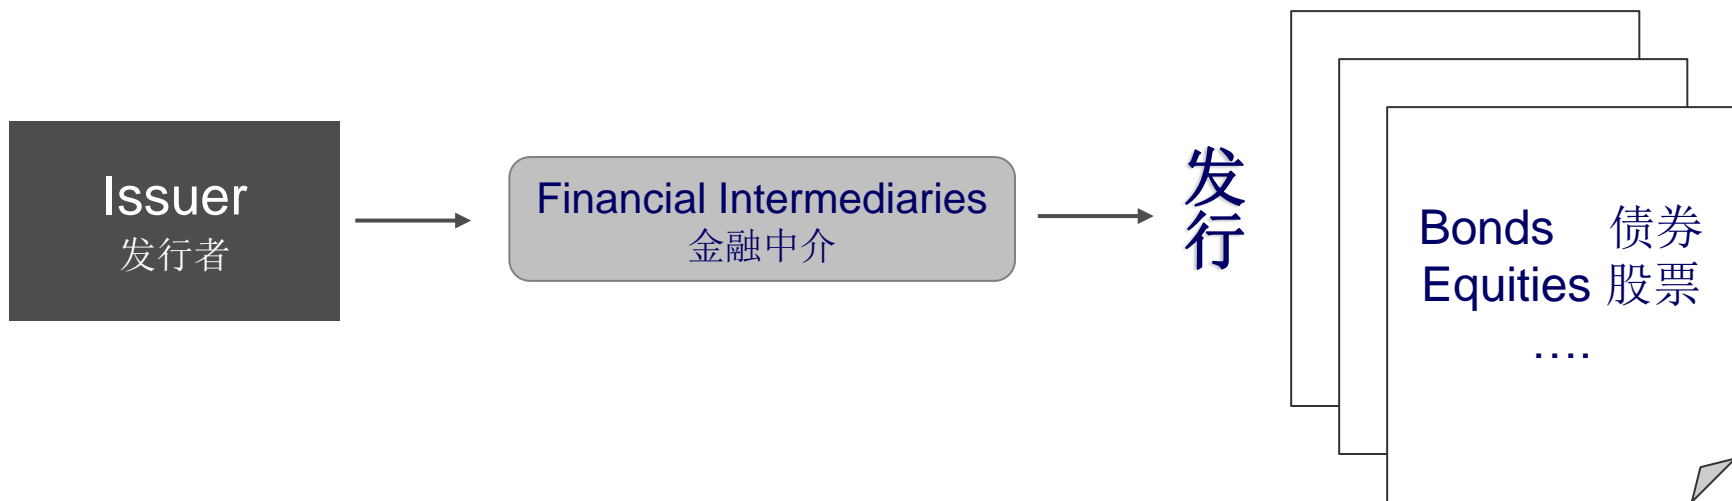 Issuer
发行者
Financial Intermediaries
金融中介
发行
Bonds 债券
Equities 股票
....